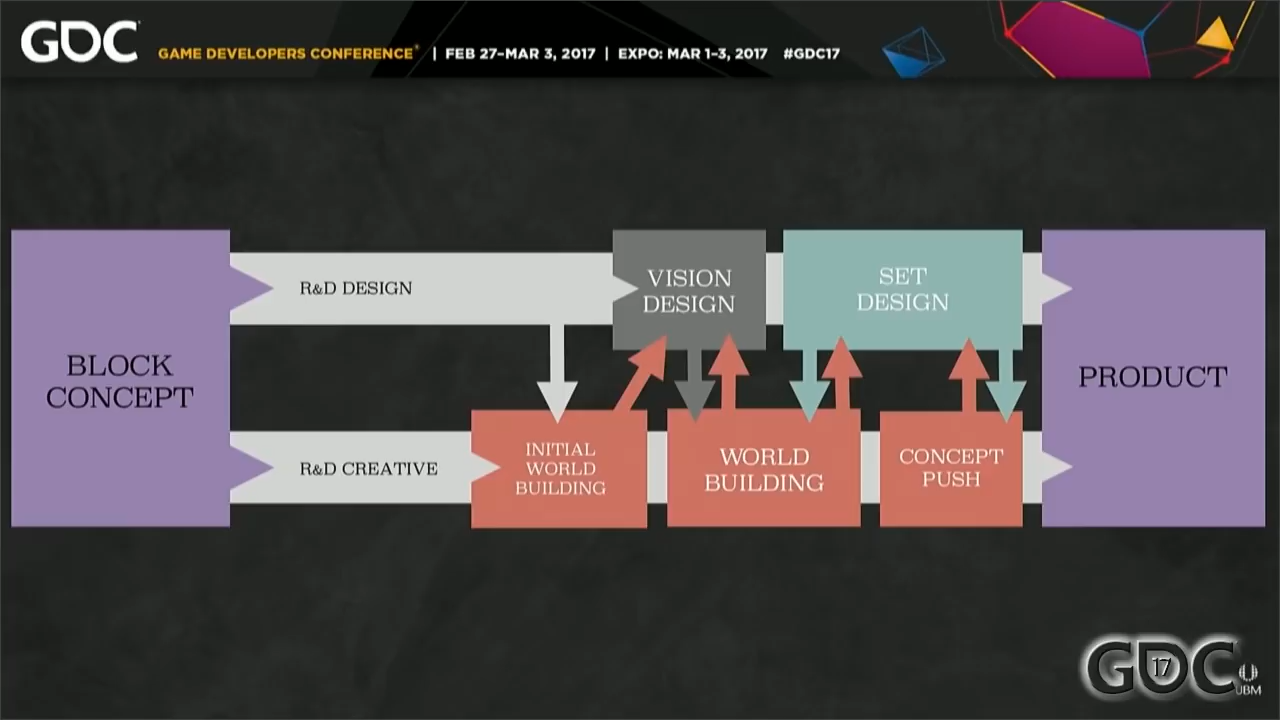 GDC GAME DEVELOPERS CONFERENCE® | FEB 27–MAR 3, 2017 | EXPO: MAR 1–3, 2017 #GDC17
BLOCK
CONCEPT
R&D DESIGN
VISION
DESIGN
SET
DESIGN
R&D CREATIVE
INITIAL
WORLD
BUILDING
WORLD
BUILDING
CONCEPT
PUSH
PRODUCT
GDC
17
UBM